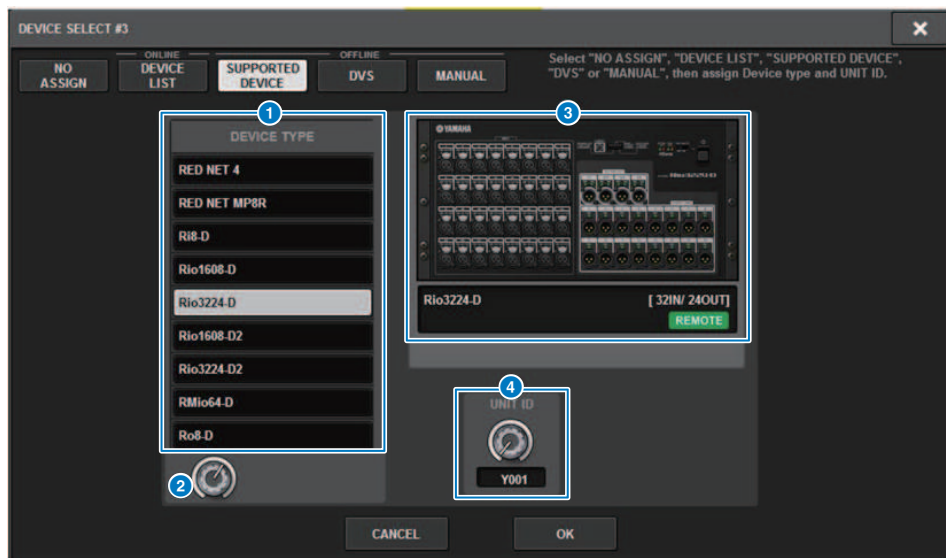 DEVICE SELECT #3
ONLINE
OFFLINE
NO
ASSIGN
DEVICE
LIST
SUPPORTED
DEVICE
DVS
MANUAL
Select "NO ASSIGN", "DEVICE LIST", "SUPPORTED DEVICE",
"DVS" or "MANUAL", then assign Device type and UNIT ID.
1
DEVICE TYPE
RED NET 4
RED NET MP8R
Ri8-D
Rio1608-D
Rio3224-D
Rio1608-D2
Rio3224-D2
RMio64-D
Ro8-D
2
3
YAMAHA
Rio3224-D
[ 32IN/ 24OUT]
REMOTE
4
UNIT ID
Y001
CANCEL
OK